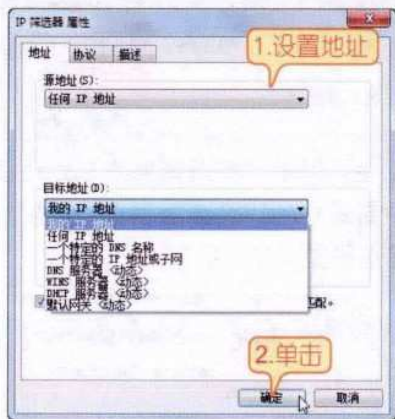 IP 筛选器 属性
1.设置地址
地址 协议 描述
源地址(S):
任何 IP 地址
目标地址(D):
我的 IP 地址
我的 IP 地址
任何 IP 地址
一个特定的 DNS 名称
一个特定的 IP 地址或子网
DNS 服务器 <动态>
WINS 服务器 <动态>
DHCP 服务器 <动态>
默认网关 <动态>
匹配。
2.单击
确定 取消